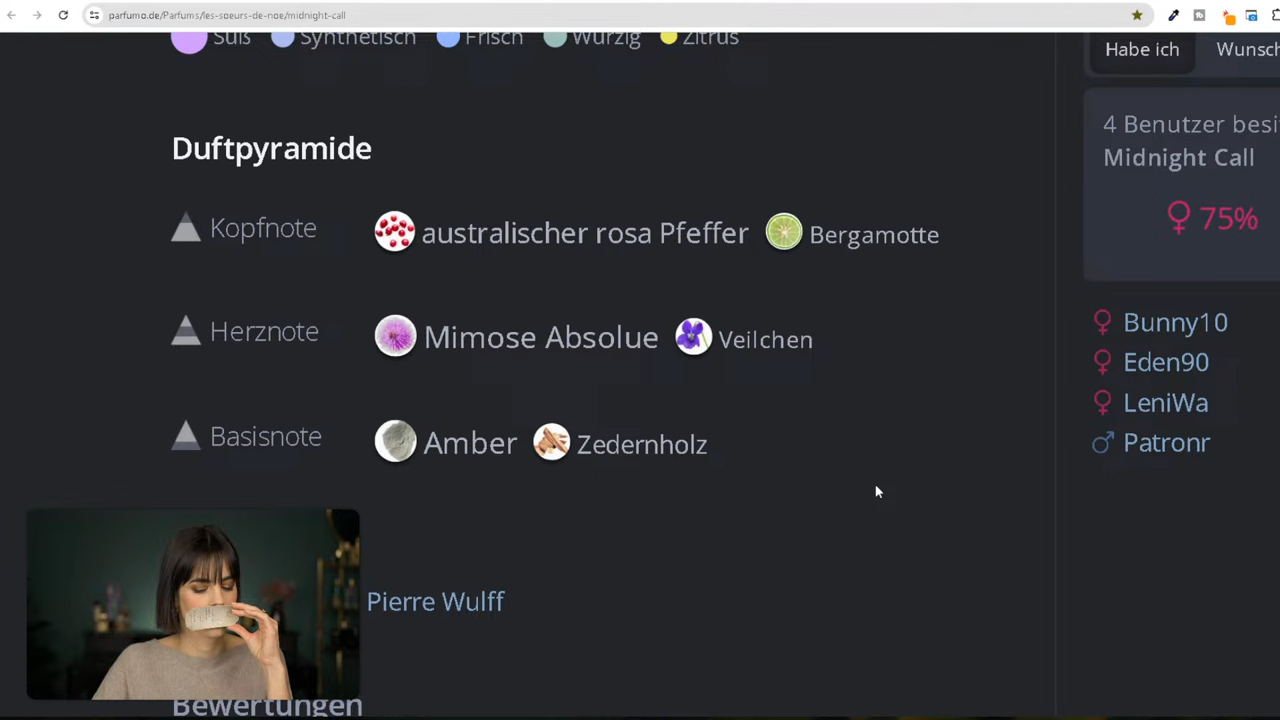 parfumo.de/Parfums/les-soeurs-de-noe/midnight-call
Süß Synthetisch Frisch Würzig Zitrus
Habe ich Wunsch
4 Benutzer besi
Midnight Call
75%
Duftpyramide
Kopfnote australischer rosa Pfeffer Bergamotte
Herznote Mimose Absolue Veilchen
Basisnote Amber Zedernholz
Bunny10
Eden90
LeniWa
Patronr
Pierre Wulff
Bewertungen